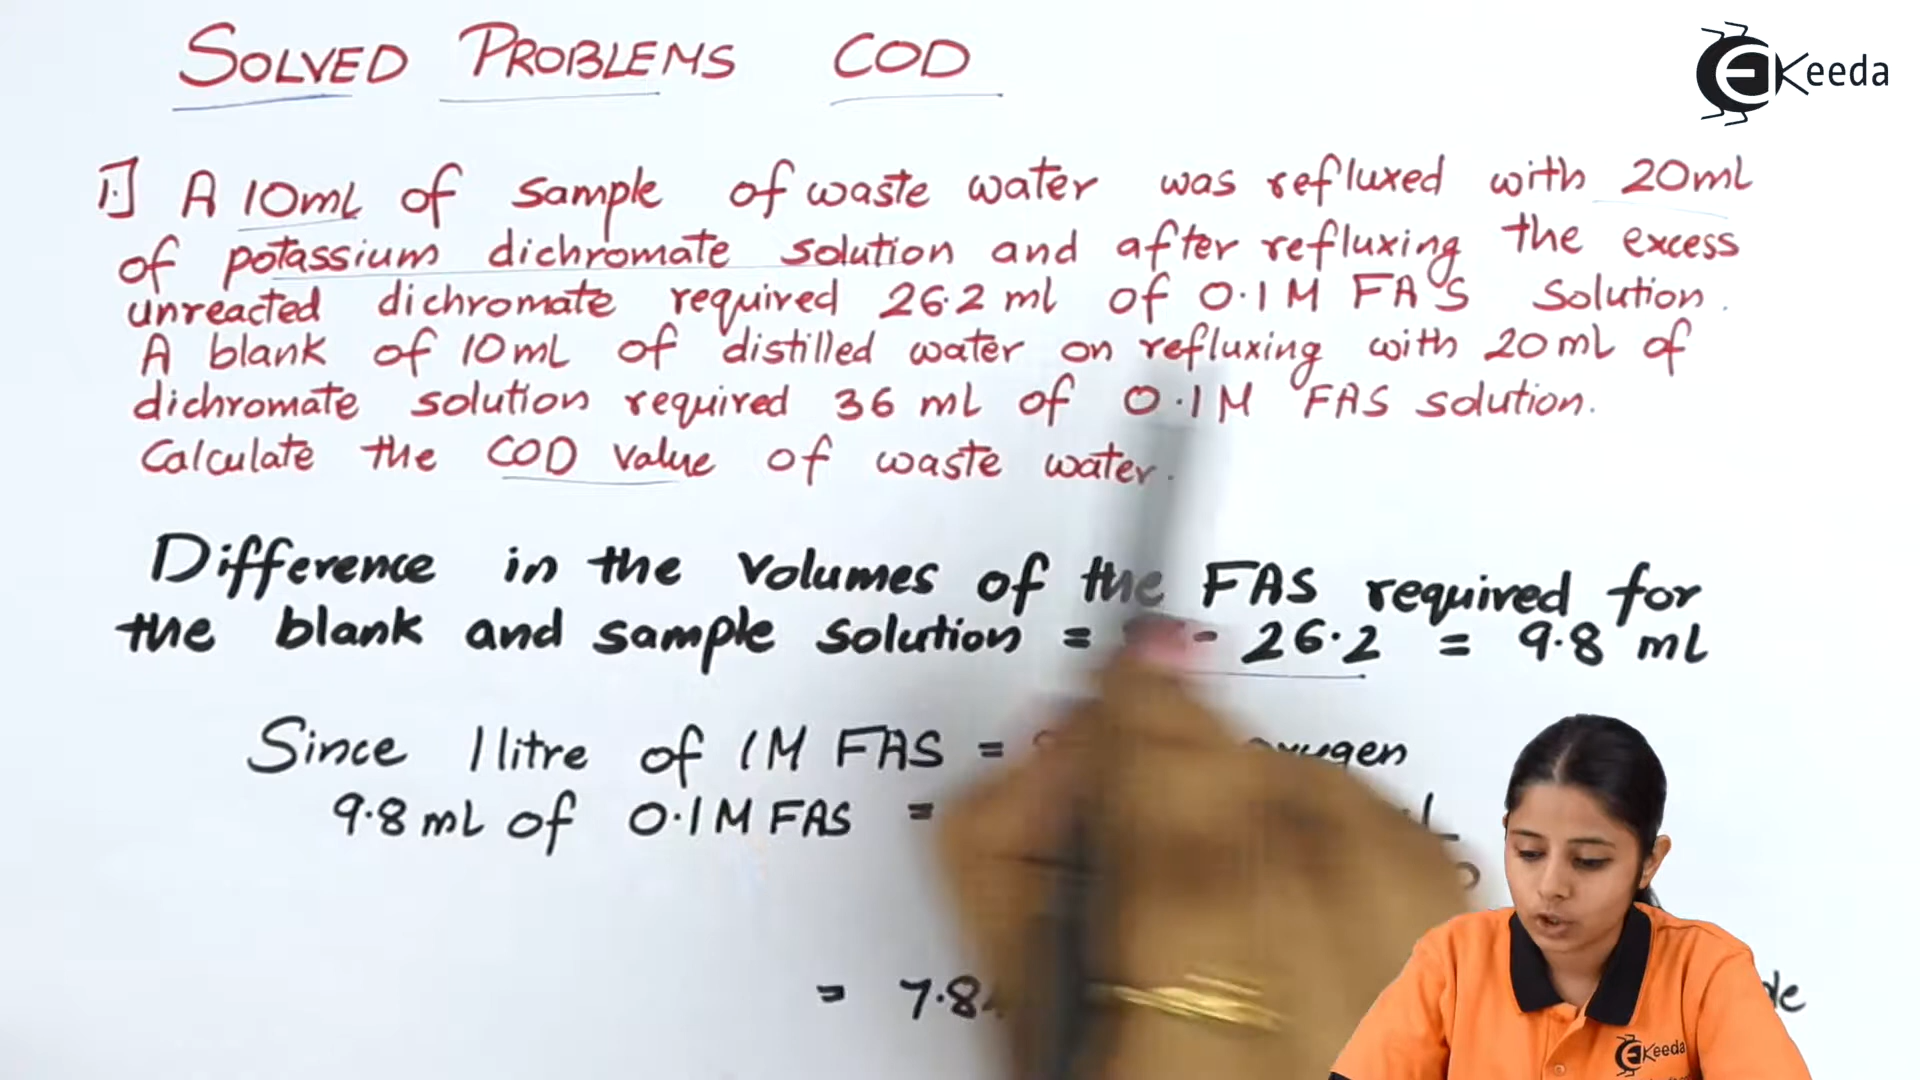 SOLVED PROBLEMS COD
EKeeda
1.] A 10ml of sample of waste water was refluxed with 20ml
of potassium dichromate solution and after refluxing the excess
unreacted dichromate required 26.2 ml of 0.1M FAS solution.
A blank of 10ml of distilled water on refluxing with 20ml of
dichromate solution required 36 ml of 0.1M FAS solution.
Calculate the COD value of waste water.
Difference in the volumes of the FAS required for
the blank and sample solution = - 26.2 = 9.8 ml
Since 1 litre of 1M FAS =
9.8 ml of 0.1M FAS =
= 7.84
EKeeda